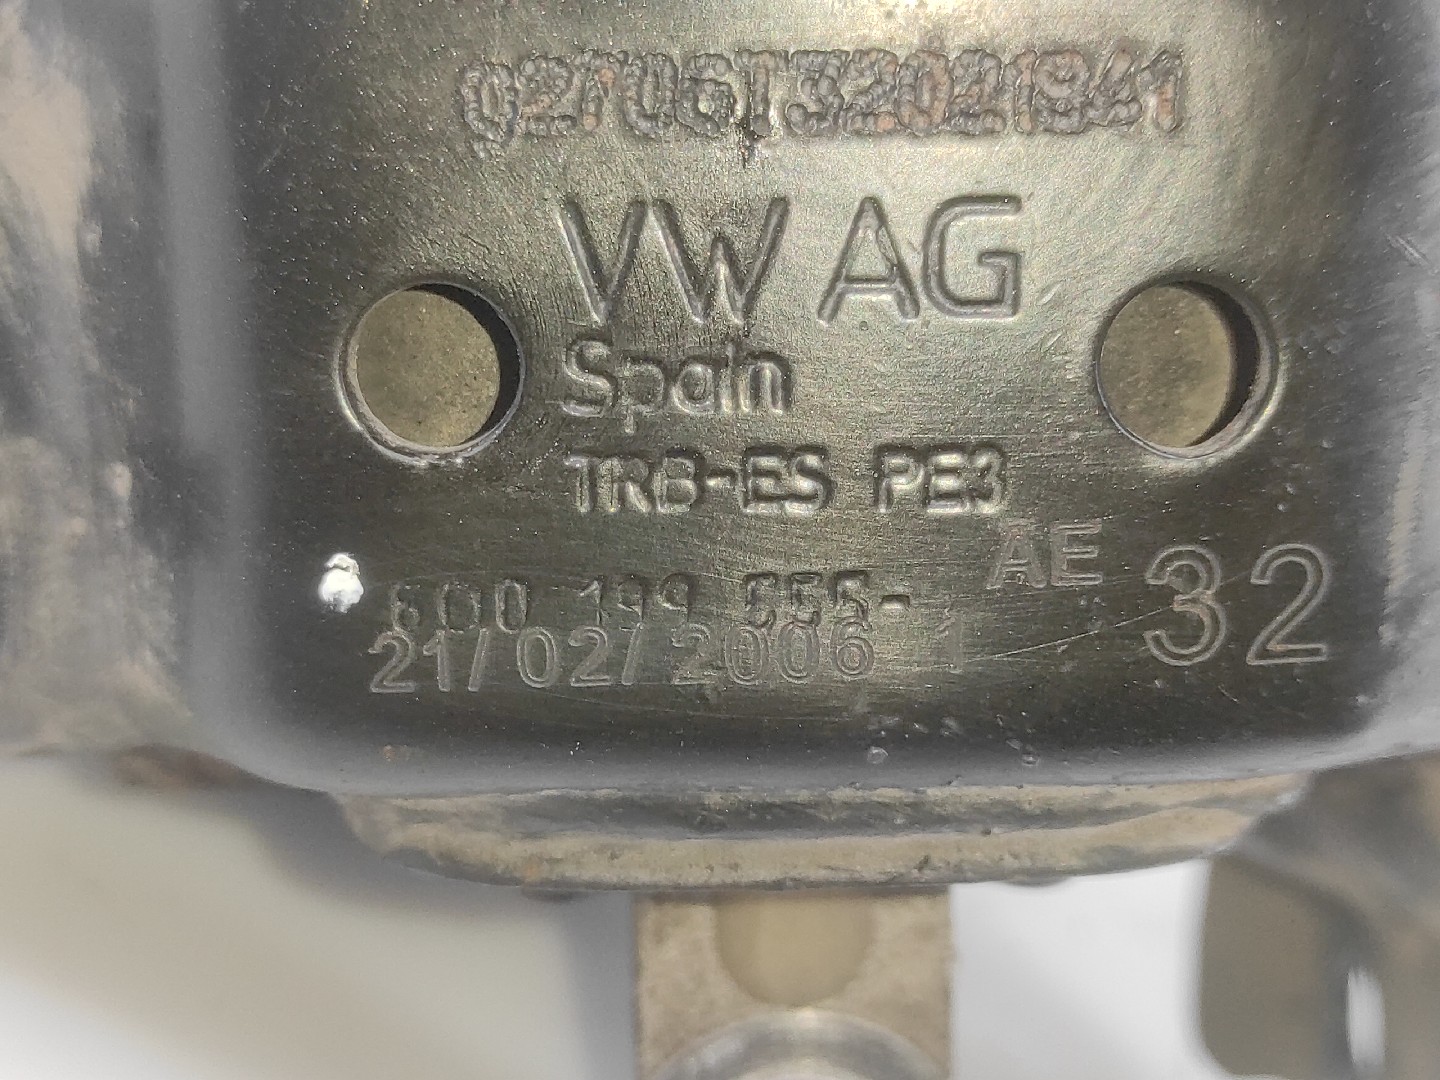 02706T32021941
VW AG
Spain
TRB-ES PE3
AE
32
6Q0 199 555-
21/02/2006 1